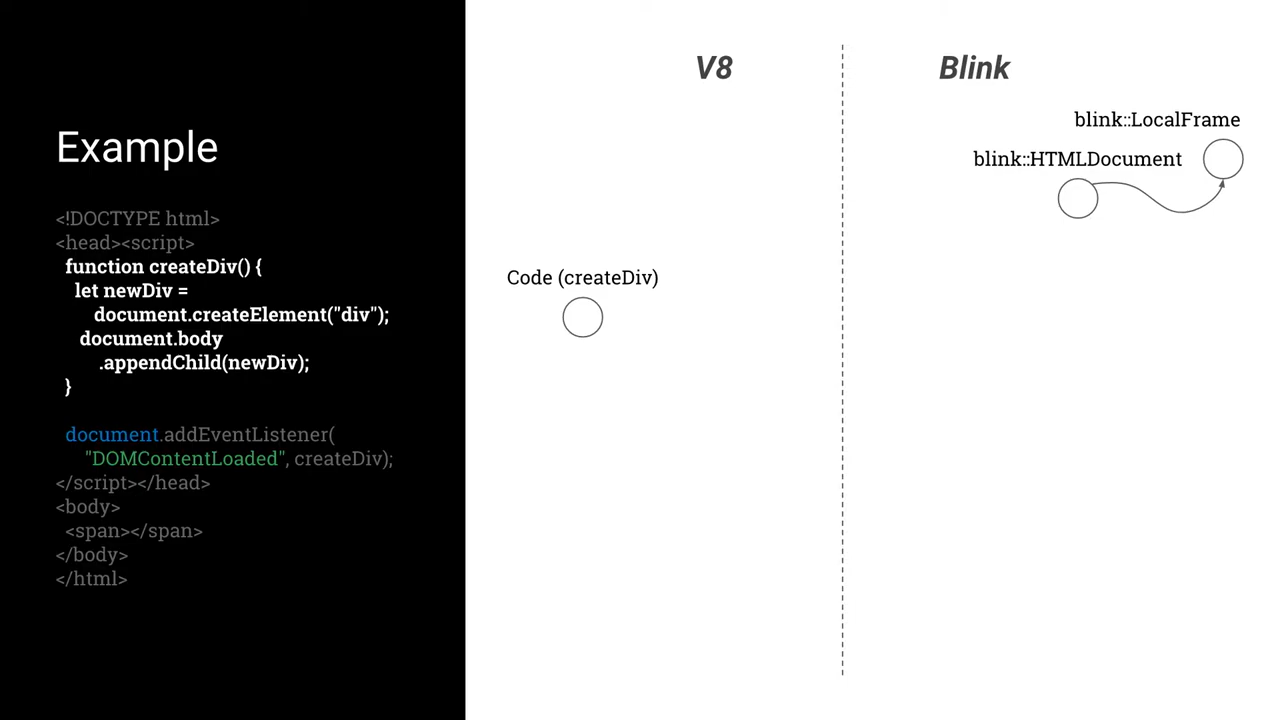 Example
<!DOCTYPE html>
<head><script>
function createDiv() {
let newDiv =
document.createElement("div");
document.body
.appendChild(newDiv);
}
document.addEventListener(
"DOMContentLoaded", createDiv);
</script></head>
<body>
<span></span>
</body>
</html>
V8
Blink
blink::LocalFrame
blink::HTMLDocument
Code (createDiv)